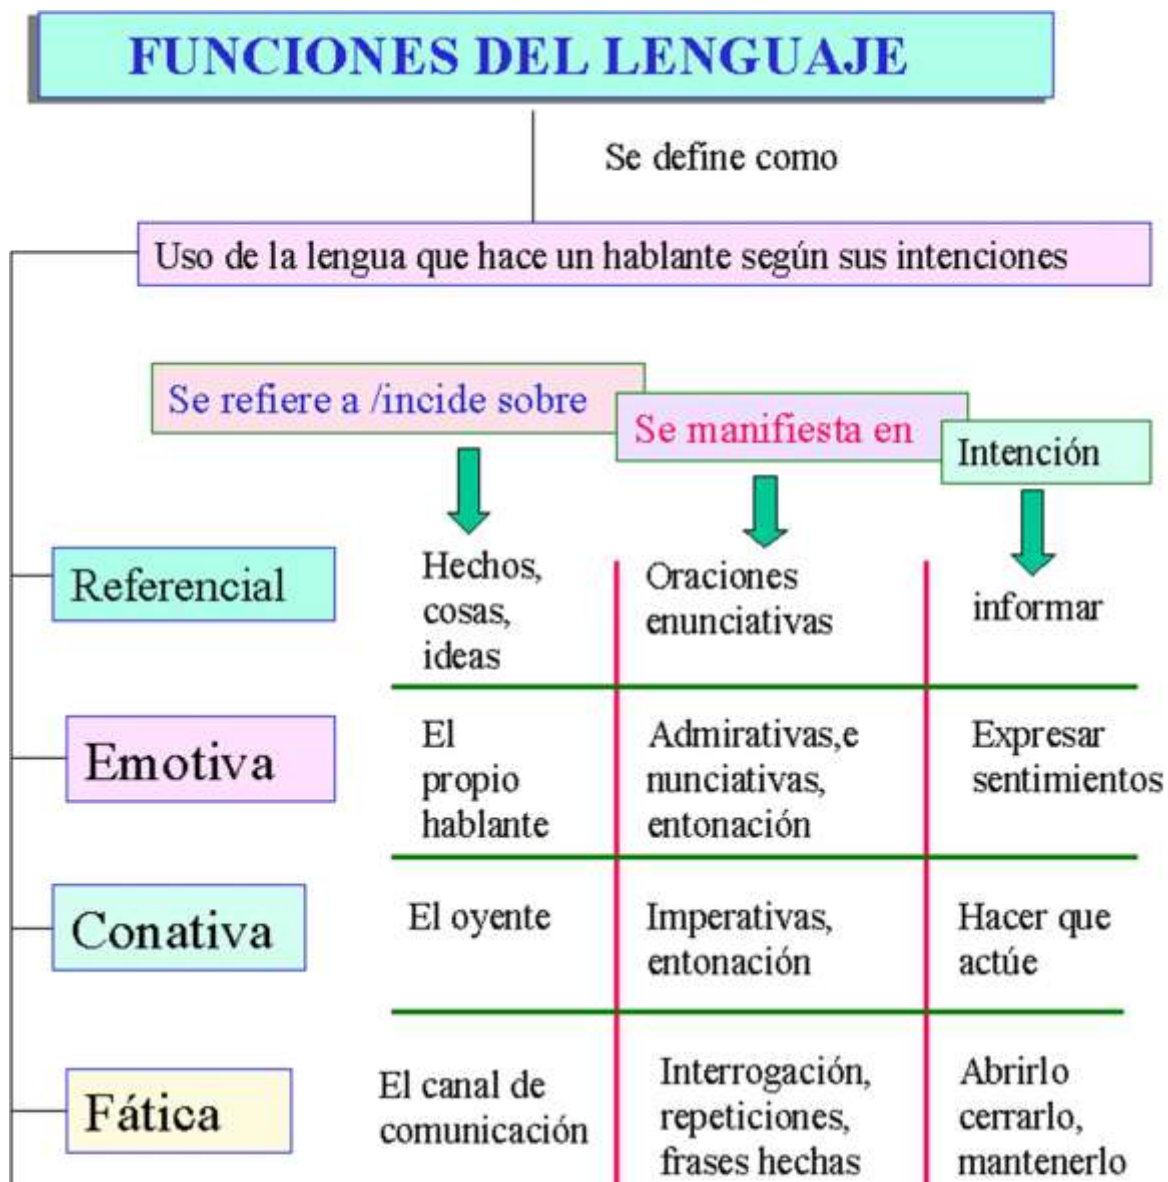 FUNCIONES DEL LENGUAJE
Se define como
Uso de la lengua que hace un hablante según sus intenciones
Se refiere a /incide sobre
Se manifiesta en
Intención
Referencial
Hechos,
cosas,
ideas
Oraciones
enunciativas
informar
Emotiva
El
propio
hablante
Admirativas,e
nunciativas,
entonación
Expresar
sentimientos
Conativa
El oyente
Imperativas,
entonación
Hacer que
actúe
Fática
El canal de
comunicación
Interrogación,
repeticiones,
frases hechas
Abrirlo
cerrarlo,
mantenerlo